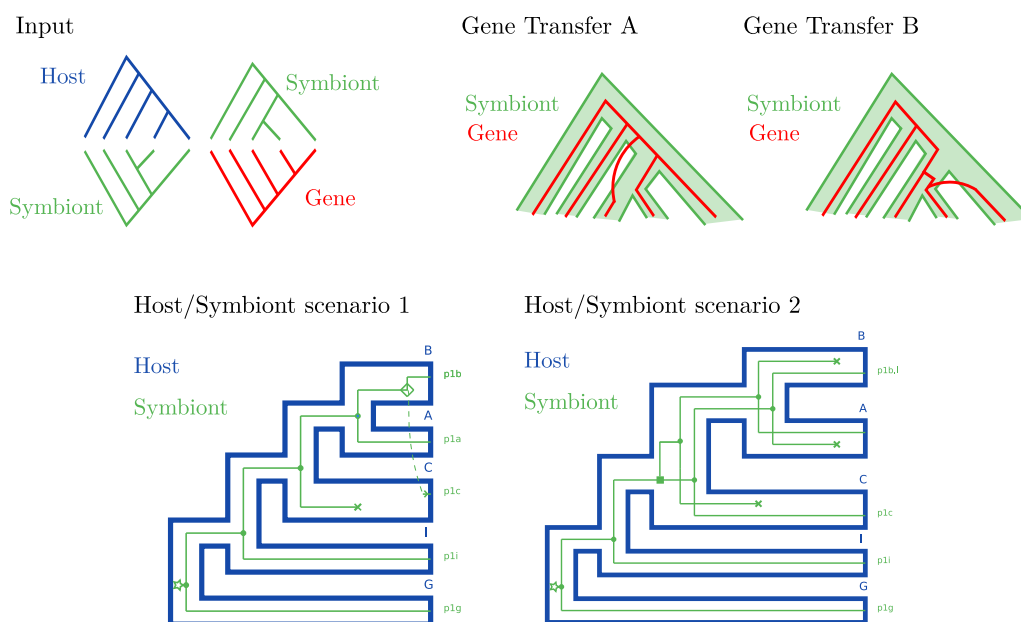 Input
Gene Transfer A
Gene Transfer B
Host
Symbiont
Symbiont
Gene
Symbiont
Gene
Symbiont
Gene
Host/Symbiont scenario 1
Host/Symbiont scenario 2
Host
Symbiont
B
p1b
A
p1a
C
p1c
I
p1i
G
p1g
Host
Symbiont
B
p1b,l
A
C
p1c
I
p1i
G
p1g